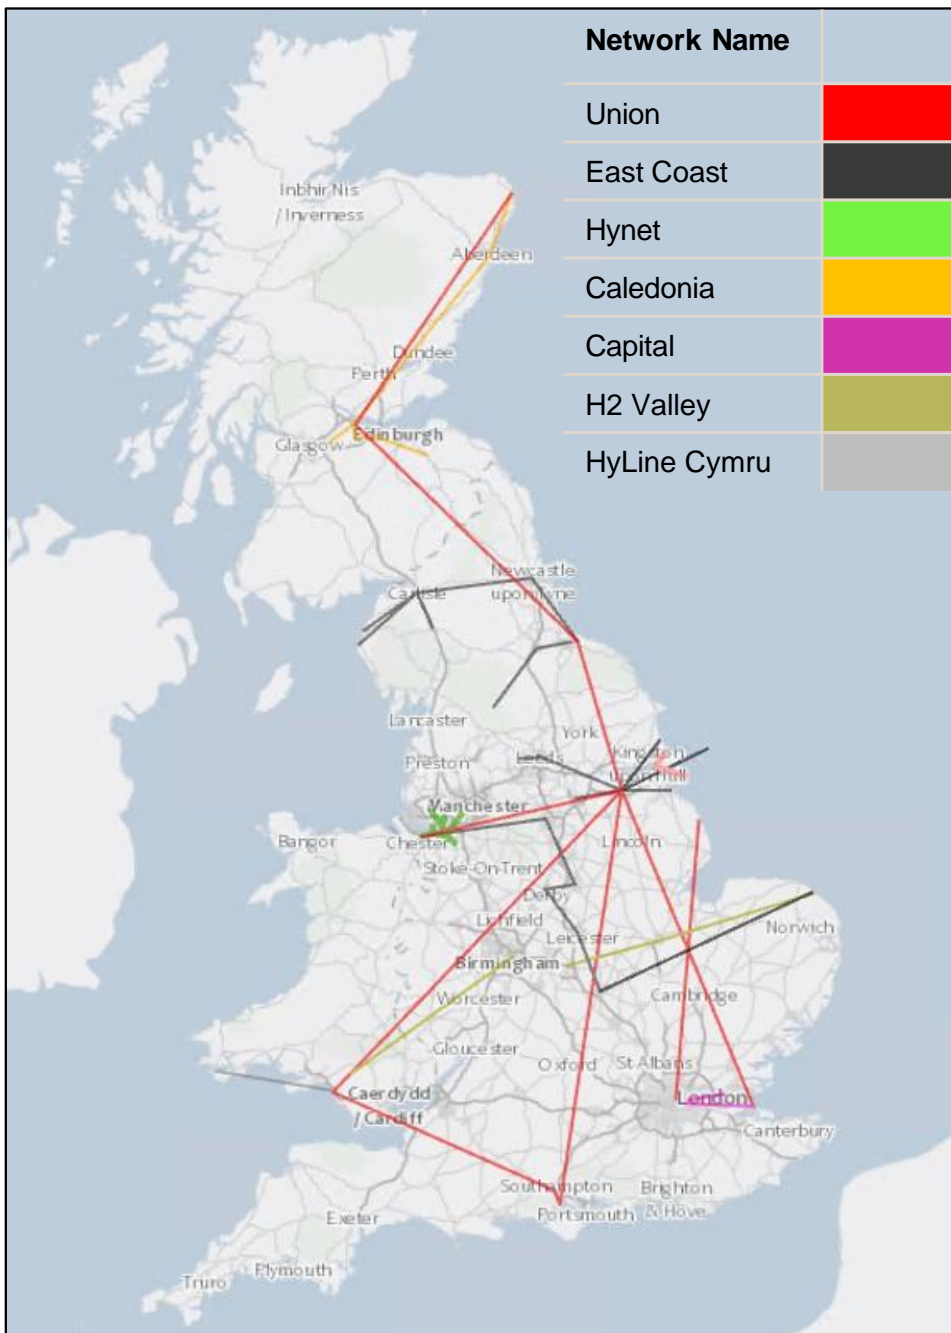 Network Name
Union
East Coast
Hynet
Caledonia
Capital
H2 Valley
HyLine Cymru
Inbhir Nis
/ Inverness
Aberdeen
Dundee
Perth
Edinburgh
Glasgow
Newcastle
upon Tyne
Carlisle
Lancaster
York
Kingston
upon Hull
Leeds
Preston
Manchester
Bangor
Chester
Lincoln
Stoke-On-Trent
Derby
Lichfield
Norwich
Leicester
Birmingham
Worcester
Cambridge
Gloucester
Oxford
St Albans
Caerdydd
/ Cardiff
London
Canterbury
Southampton
Brighton
& Hove
Portsmouth
Exeter
Plymouth
Truro